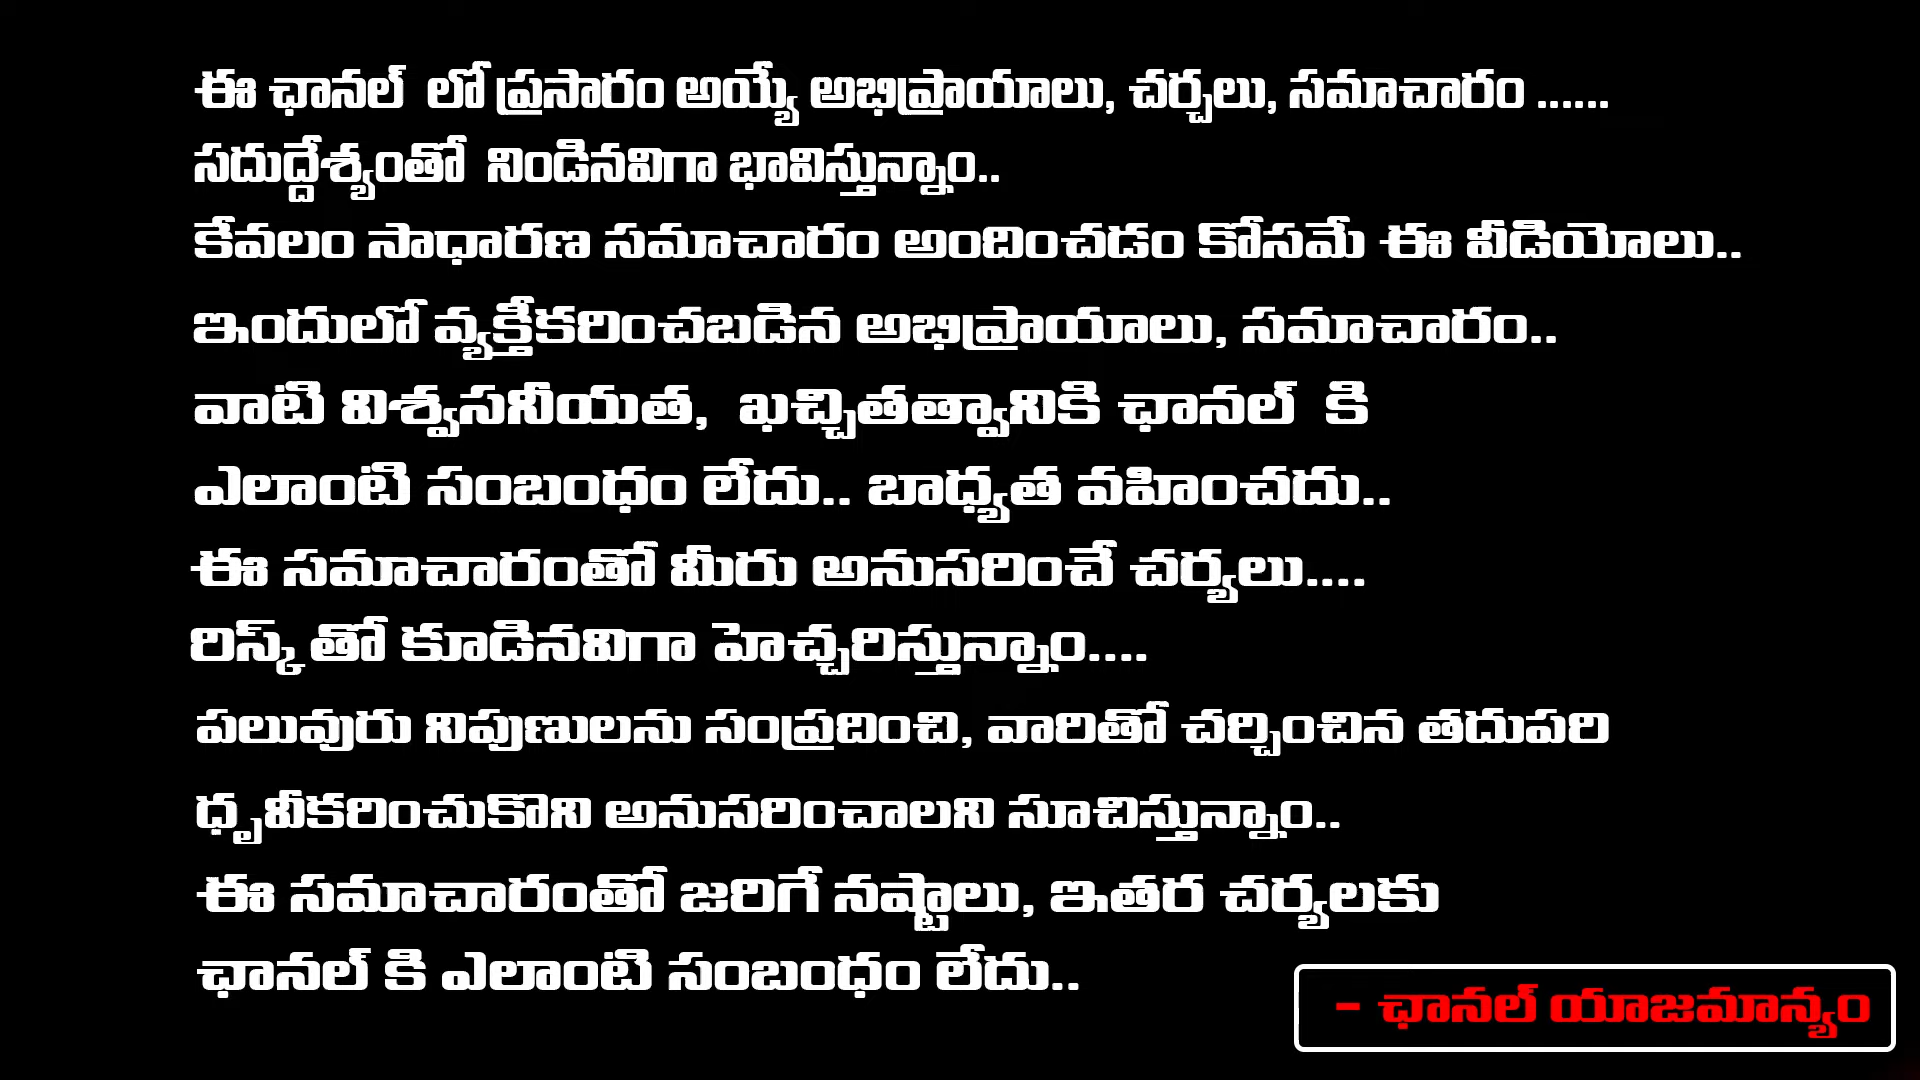 ఈ ఛానల్ లో ప్రసారం అయ్యే అభిప్రాయాలు, చర్చలు, సమాచారం ......
సదుద్దేశ్యంతో నిండినవిగా భావిస్తున్నాం..
కేవలం సాధారణ సమాచారం అందించడం కోసమే ఈ వీడియోలు..
ఇందులో వ్యక్తీకరించబడిన అభిప్రాయాలు, సమాచారం..
వాటి విశ్వసనీయత, ఖచ్చితత్వానికి ఛానల్ కి
ఎలాంటి సంబంధం లేదు.. బాధ్యత వహించదు..
ఈ సమాచారంతో మీరు అనుసరించే చర్యలు....
రిస్క్ తో కూడినవిగా హెచ్చరిస్తున్నాం....
పలువురు నిపుణులను సంప్రదించి, వారితో చర్చించిన తదుపరి
ధృవీకరించుకొని అనుసరించాలని సూచిస్తున్నాం..
ఈ సమాచారంతో జరిగే నష్టాలు, ఇతర చర్యలకు
ఛానల్ కి ఎలాంటి సంబంధం లేదు..
- ఛానల్ యాజమాన్యం